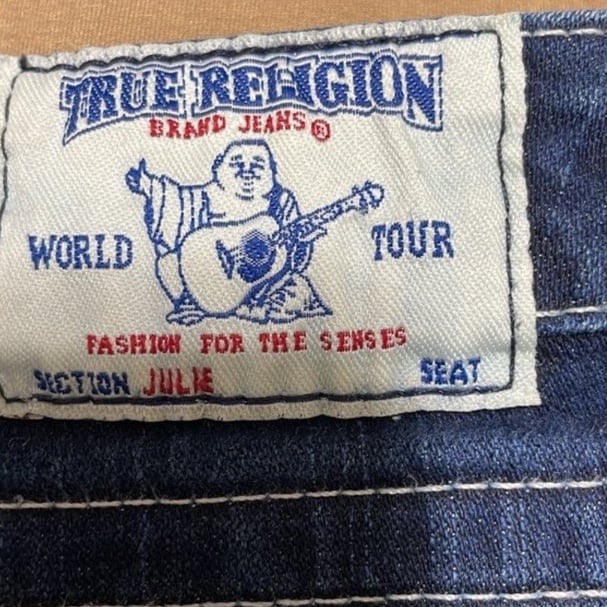 TRUE RELIGION
BRAND JEANS®
WORLD TOUR
FASHION FOR THE SENSES
SECTION JULIE SEAT